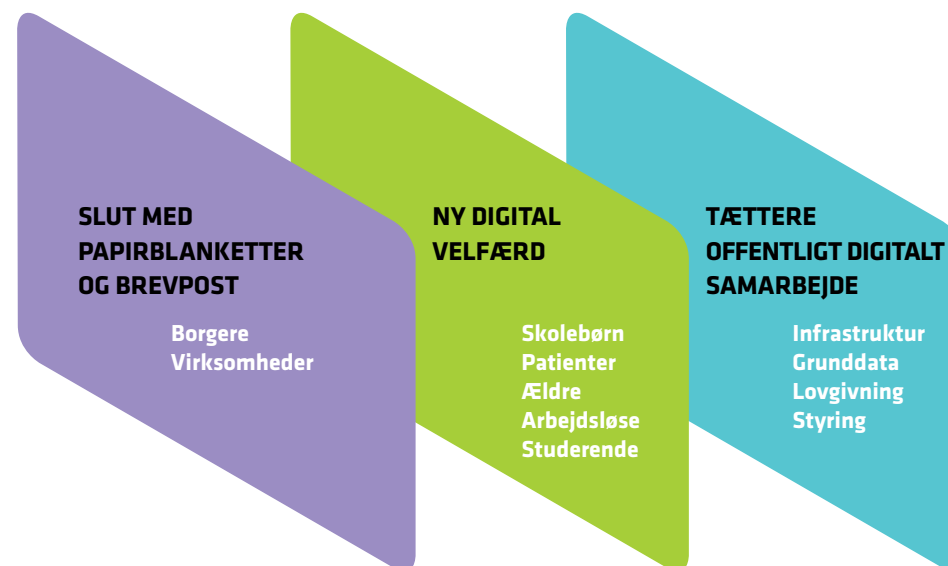 SLUT MED
PAPIRBLANKETTER
OG BREVPOST
Borgere
Virksomheder
NY DIGITAL
VELFÆRD
Skolebørn
Patienter
Ældre
Arbejdsløse
Studerende
TÆTTERE
OFFENTLIGT DIGITALT
SAMARBEJDE
Infrastruktur
Grunddata
Lovgivning
Styring